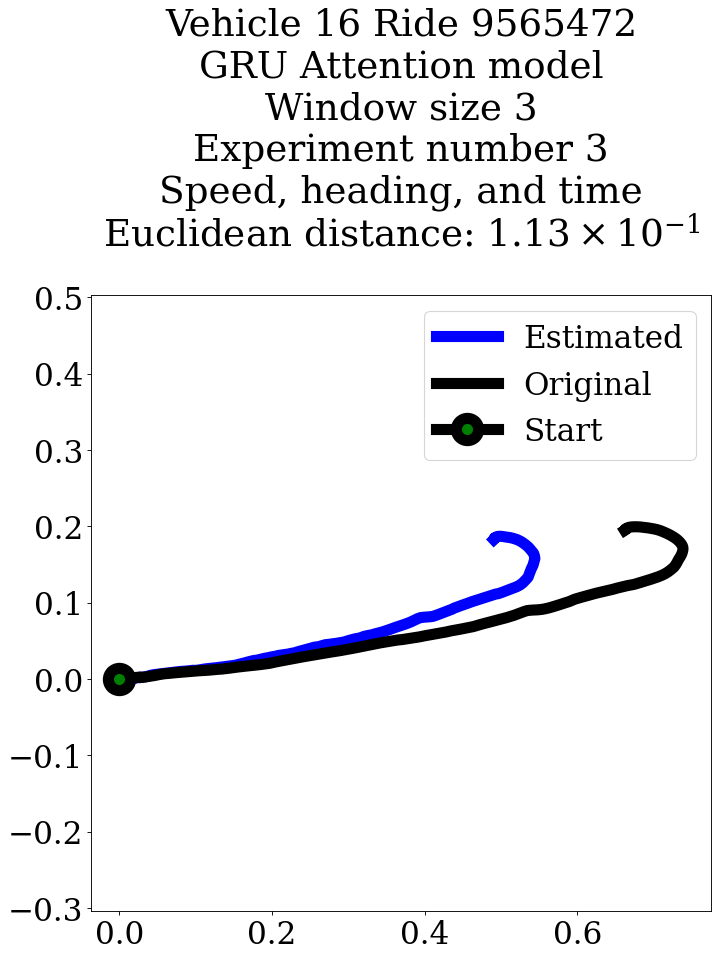 Vehicle 16 Ride 9565472
GRU Attention model
Window size 3
Experiment number 3
Speed, heading, and time
Euclidean distance: 1.13 × 10⁻¹
Estimated
Original
Start
0.5
0.4
0.3
0.2
0.1
0.0
−0.1
−0.2
−0.3
0.0 0.2 0.4 0.6